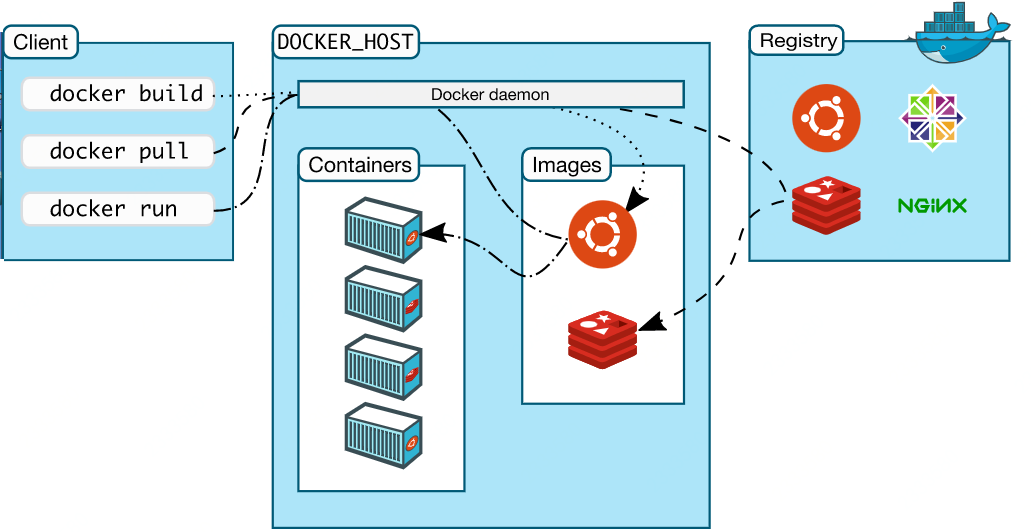 Client
docker build
docker pull
docker run
DOCKER_HOST
Docker daemon
Containers
Images
Registry
NGINX